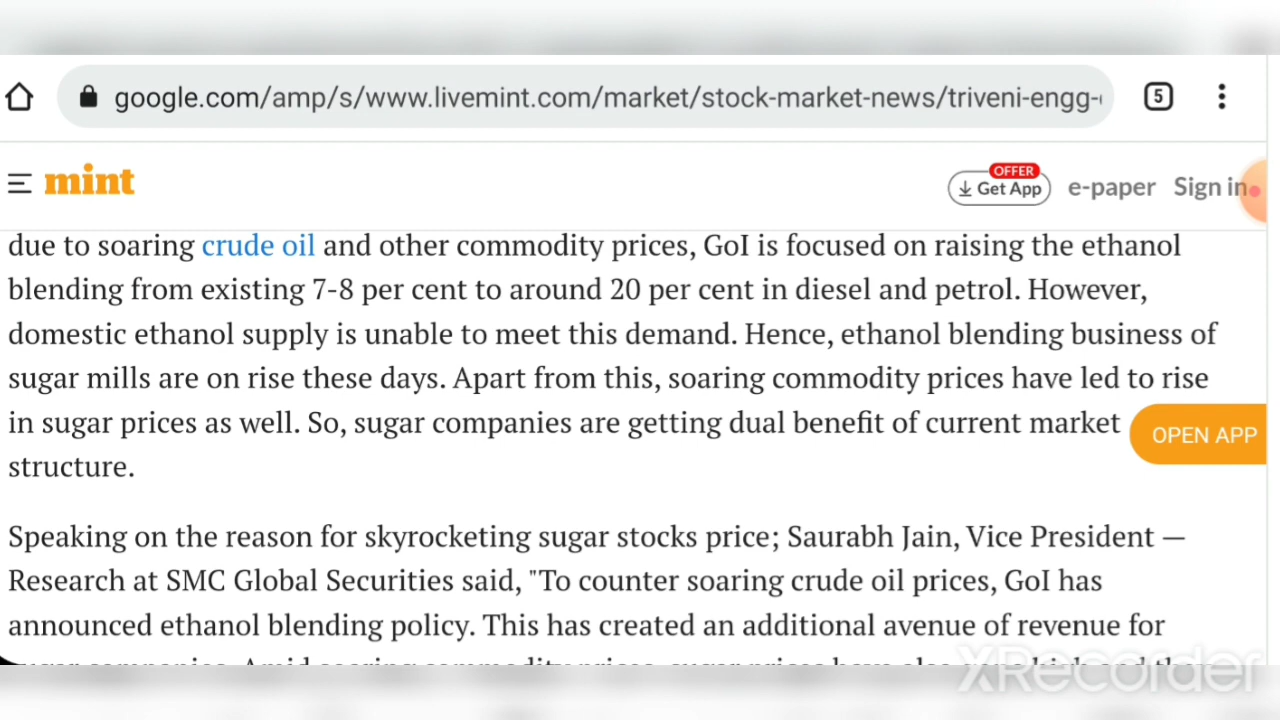 google.com/amp/s/www.livemint.com/market/stock-market-news/triveni-engg-
5
mint
OFFER
Get App
e-paper
Sign in
due to soaring crude oil and other commodity prices, GoI is focused on raising the ethanol
blending from existing 7-8 per cent to around 20 per cent in diesel and petrol. However,
domestic ethanol supply is unable to meet this demand. Hence, ethanol blending business of
sugar mills are on rise these days. Apart from this, soaring commodity prices have led to rise
in sugar prices as well. So, sugar companies are getting dual benefit of current market
OPEN APP
structure.
Speaking on the reason for skyrocketing sugar stocks price; Saurabh Jain, Vice President —
Research at SMC Global Securities said, "To counter soaring crude oil prices, GoI has
announced ethanol blending policy. This has created an additional avenue of revenue for
XRecorder